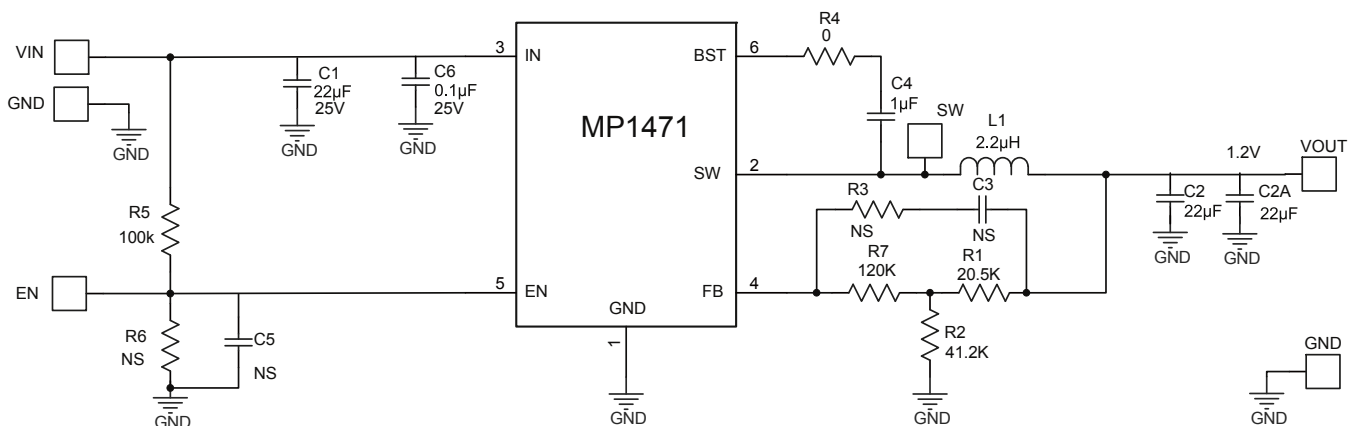 VIN
GND
GND
3
IN
C1
22µF
25V
GND
C6
0.1µF
25V
GND
MP1471
BST
6
R4
0
C4
1µF
SW
L1
2.2µH
SW
2
1.2V
VOUT
C2
22µF
GND
C2A
22µF
GND
R3
NS
C3
NS
R7
120K
R1
20.5K
FB
4
R2
41.2K
GND
R5
100k
EN
5
EN
R6
NS
C5
NS
GND
GND
1
GND
GND
GND